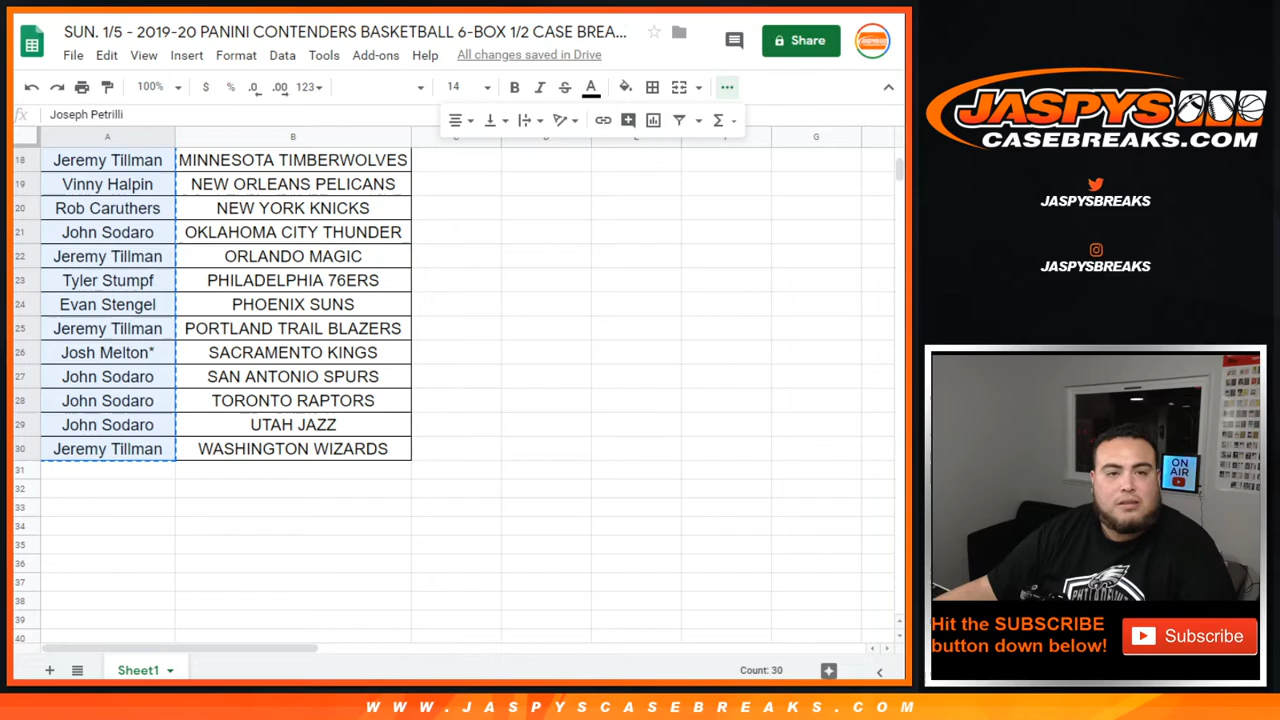 SUN. 1/5 - 2019-20 PANINI CONTENDERS BASKETBALL 6-BOX 1/2 CASE BREA...
Share
File Edit View Insert Format Data Tools Add-ons Help All changes saved in Drive
100% $ % .0 .00 123 14 B I S A
fx Joseph Petrilli
A B G
18 Jeremy Tillman MINNESOTA TIMBERWOLVES
19 Vinny Halpin NEW ORLEANS PELICANS
20 Rob Caruthers NEW YORK KNICKS
21 John Sodaro OKLAHOMA CITY THUNDER
22 Jeremy Tillman ORLANDO MAGIC
23 Tyler Stumpf PHILADELPHIA 76ERS
24 Evan Stengel PHOENIX SUNS
25 Jeremy Tillman PORTLAND TRAIL BLAZERS
26 Josh Melton* SACRAMENTO KINGS
27 John Sodaro SAN ANTONIO SPURS
28 John Sodaro TORONTO RAPTORS
29 John Sodaro UTAH JAZZ
30 Jeremy Tillman WASHINGTON WIZARDS
31
32
33
34
35
36
37
38
39
40
Sheet1 Count: 30
JASPYS
CASEBREAKS.COM
JASPYSBREAKS
JASPYSBREAKS
ON
AIR
Hit the SUBSCRIBE
button down below!
Subscribe
WWW.JASPYSCASEBREAKS.COM